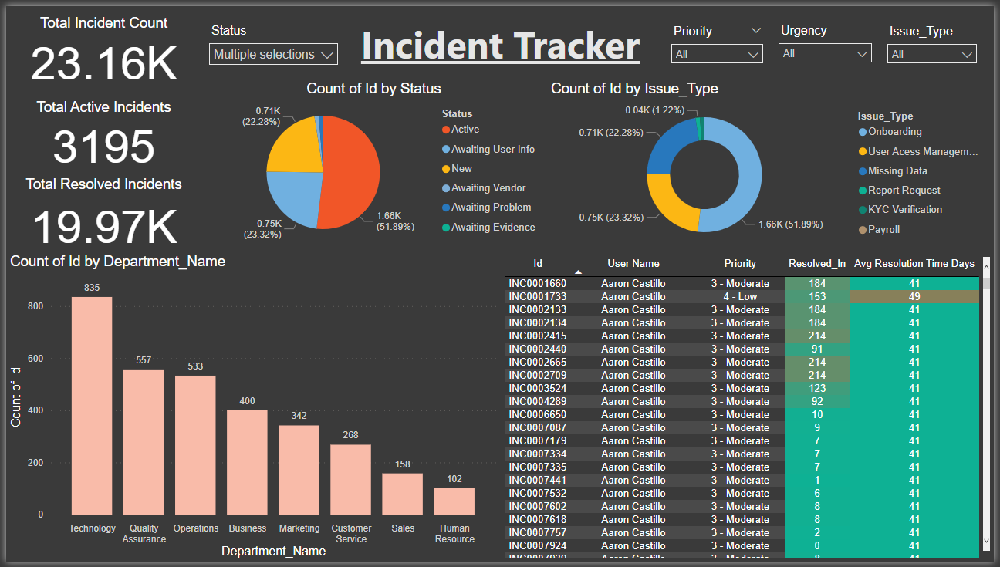 Total Incident Count
23.16K
Total Active Incidents
3195
Total Resolved Incidents
19.97K
Status
Multiple selections
Incident Tracker
Priority
All
Urgency
All
Issue_Type
All
Count of Id by Status
0.71K
(22.28%)
0.75K
(23.32%)
1.66K
(51.89%)
Status
Active
Awaiting User Info
New
Awaiting Vendor
Awaiting Problem
Awaiting Evidence
Count of Id by Issue_Type
0.04K (1.22%)
0.71K (22.28%)
0.75K (23.32%)
1.66K (51.89%)
Issue_Type
Onboarding
User Acess Managem...
Missing Data
Report Request
KYC Verification
Payroll
Count of Id by Department_Name
Count of Id
800
600
400
200
0
835
557
533
400
342
268
158
102
Technology
Quality
Assurance
Operations
Business
Marketing
Customer
Service
Sales
Human
Resource
Department_Name
Id User Name Priority Resolved_In Avg Resolution Time Days
INC0001660 Aaron Castillo 3 - Moderate 184 41
INC0001733 Aaron Castillo 4 - Low 153 49
INC0002133 Aaron Castillo 3 - Moderate 184 41
INC0002134 Aaron Castillo 3 - Moderate 184 41
INC0002415 Aaron Castillo 3 - Moderate 214 41
INC0002440 Aaron Castillo 3 - Moderate 91 41
INC0002665 Aaron Castillo 3 - Moderate 214 41
INC0002709 Aaron Castillo 3 - Moderate 214 41
INC0003524 Aaron Castillo 3 - Moderate 123 41
INC0004289 Aaron Castillo 3 - Moderate 92 41
INC0006650 Aaron Castillo 3 - Moderate 10 41
INC0007087 Aaron Castillo 3 - Moderate 9 41
INC0007179 Aaron Castillo 3 - Moderate 7 41
INC0007334 Aaron Castillo 3 - Moderate 7 41
INC0007335 Aaron Castillo 3 - Moderate 7 41
INC0007441 Aaron Castillo 3 - Moderate 1 41
INC0007532 Aaron Castillo 3 - Moderate 6 41
INC0007602 Aaron Castillo 3 - Moderate 8 41
INC0007618 Aaron Castillo 3 - Moderate 8 41
INC0007757 Aaron Castillo 3 - Moderate 2 41
INC0007924 Aaron Castillo 3 - Moderate 0 41
Aaron Castillo 3 - Moderate 41